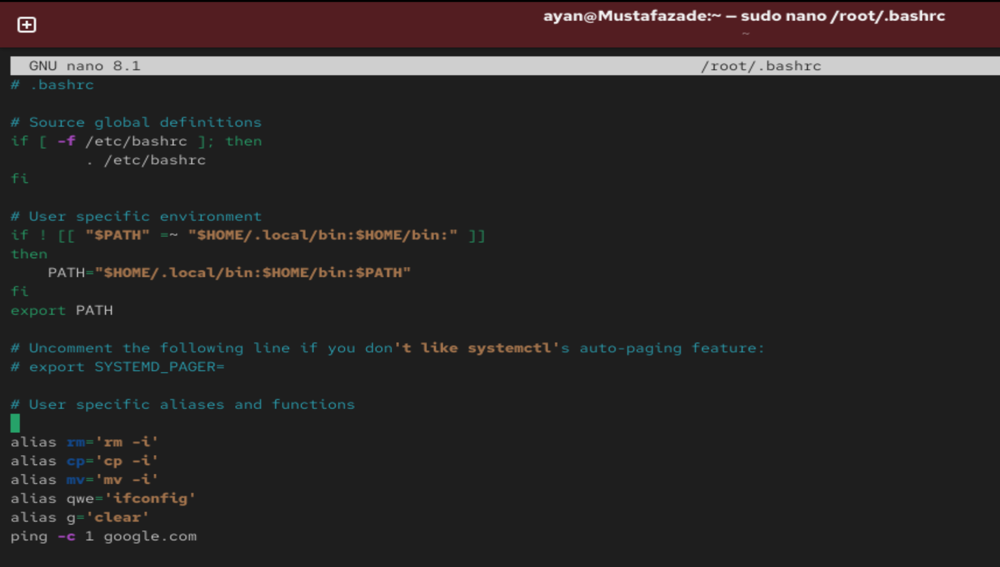 ayan@Mustafazade:~ — sudo nano /root/.bashrc
~
GNU nano 8.1 /root/.bashrc
# .bashrc
# Source global definitions
if [ -f /etc/bashrc ]; then
. /etc/bashrc
fi
# User specific environment
if ! [[ "$PATH" =~ "$HOME/.local/bin:$HOME/bin:" ]]
then
PATH="$HOME/.local/bin:$HOME/bin:$PATH"
fi
export PATH
# Uncomment the following line if you don't like systemctl's auto-paging feature:
# export SYSTEMD_PAGER=
# User specific aliases and functions
alias rm='rm -i'
alias cp='cp -i'
alias mv='mv -i'
alias qwe='ifconfig'
alias g='clear'
ping -c 1 google.com